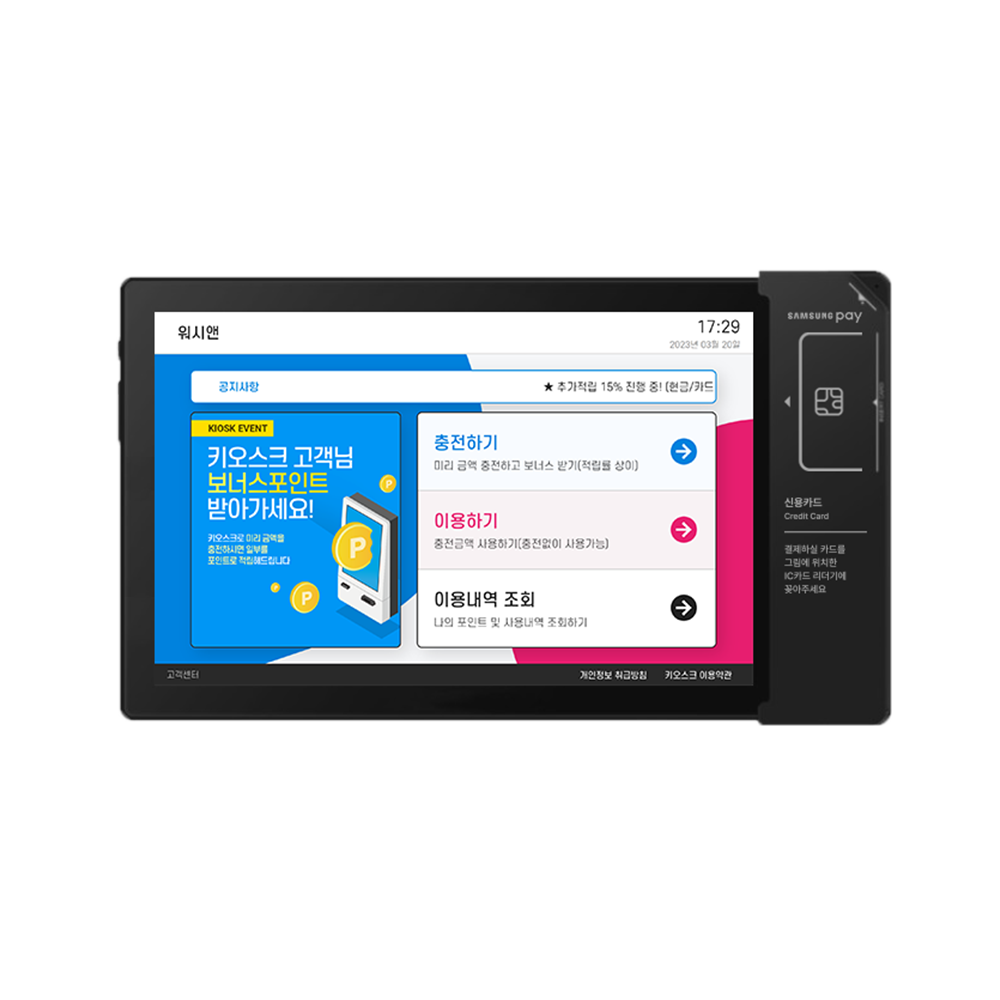 워시앤
17:29
2023년 03월 20일
공지사항
★ 추가적립 15% 진행 중! (현금/카드
KIOSK EVENT
키오스크 고객님
보너스포인트
받아가세요!
키오스크로 미리 금액을
충전하시면 일부를
포인트로 적립해드립니다
P
P
P
충전하기
미리 금액 충전하고 보너스 받기(적립률 상이)
이용하기
충전금액 사용하기(충전없이 사용가능)
이용내역 조회
나의 포인트 및 사용내역 조회하기
고객센터
개인정보 취급방침
키오스크 이용약관
SAMSUNG pay
신용카드
Credit Card
결제하실 카드를
그림에 위치한
IC카드 리더기에
꽂아주세요